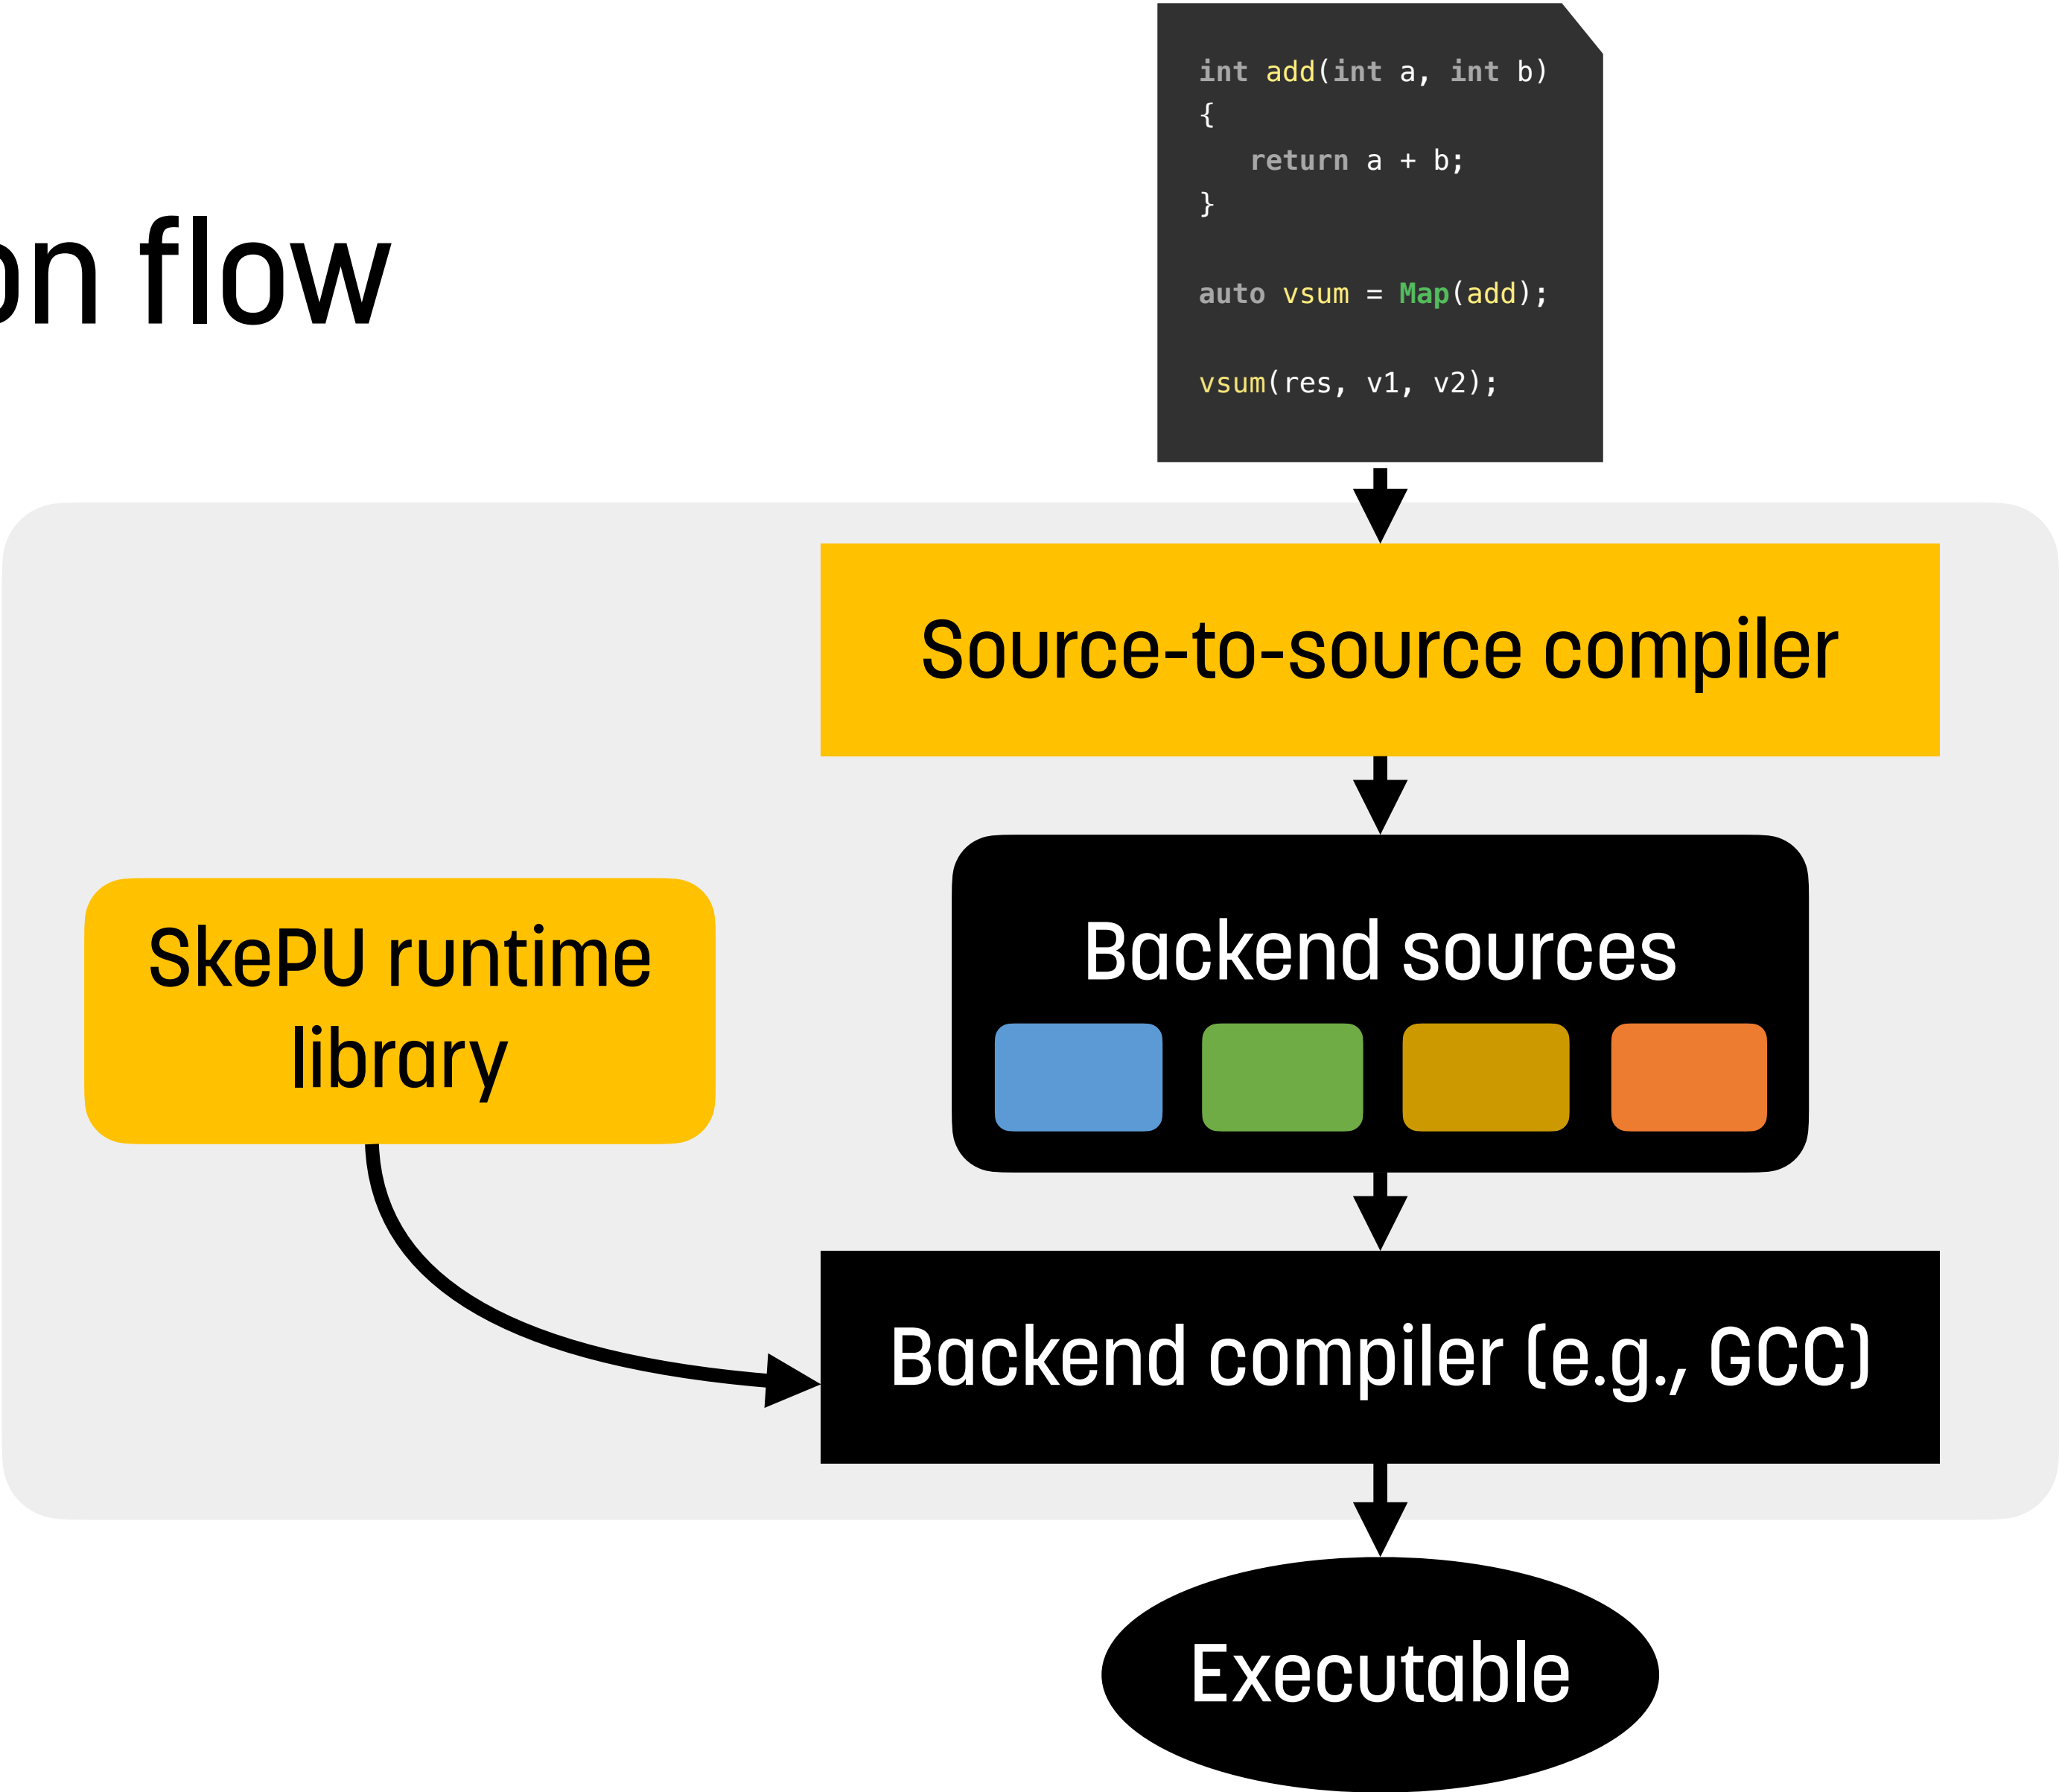 int add(int a, int b)
{
   return a + b;
}
auto vsum = Map(add);
vsum(res, v1, v2);
on flow
Source-to-source compiler
SkePU runtime
library
Backend sources
Backend compiler (e.g., GCC)
Executable